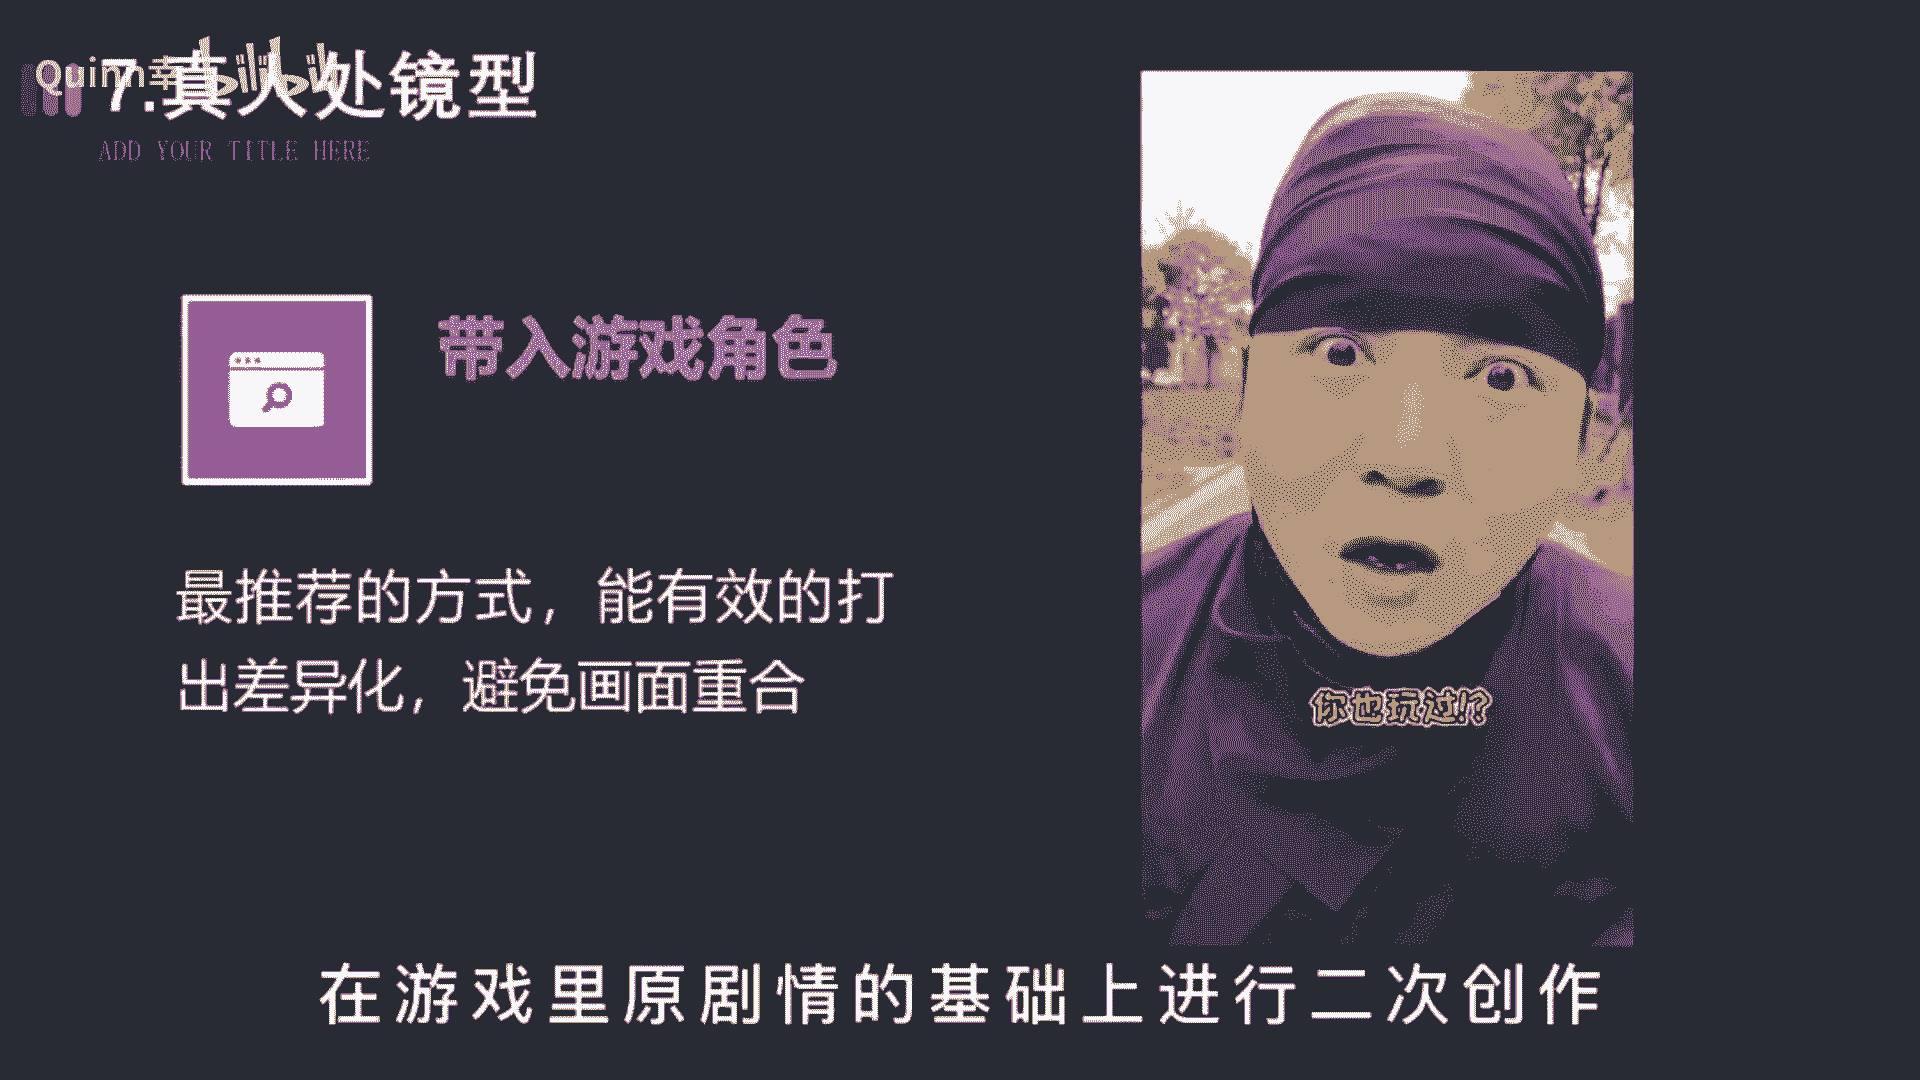 Quinn
7.真人处镜型
ADD YOUR TITLE HERE
带入游戏角色
最推荐的方式，能有效的打
出差异化，避免画面重合
你也玩过!?
在游戏里原剧情的基础上进行二次创作